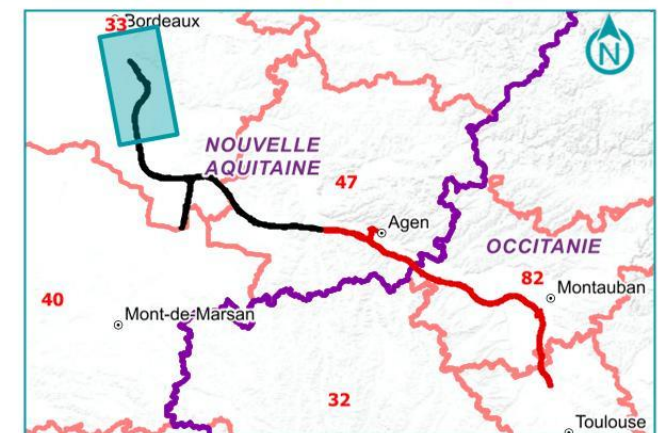 33 Bordeaux
N
NOUVELLE
AQUITAINE
47
Agen
OCCITANIE
82
Montauban
40
Mont-de-Marsan
32
Toulouse